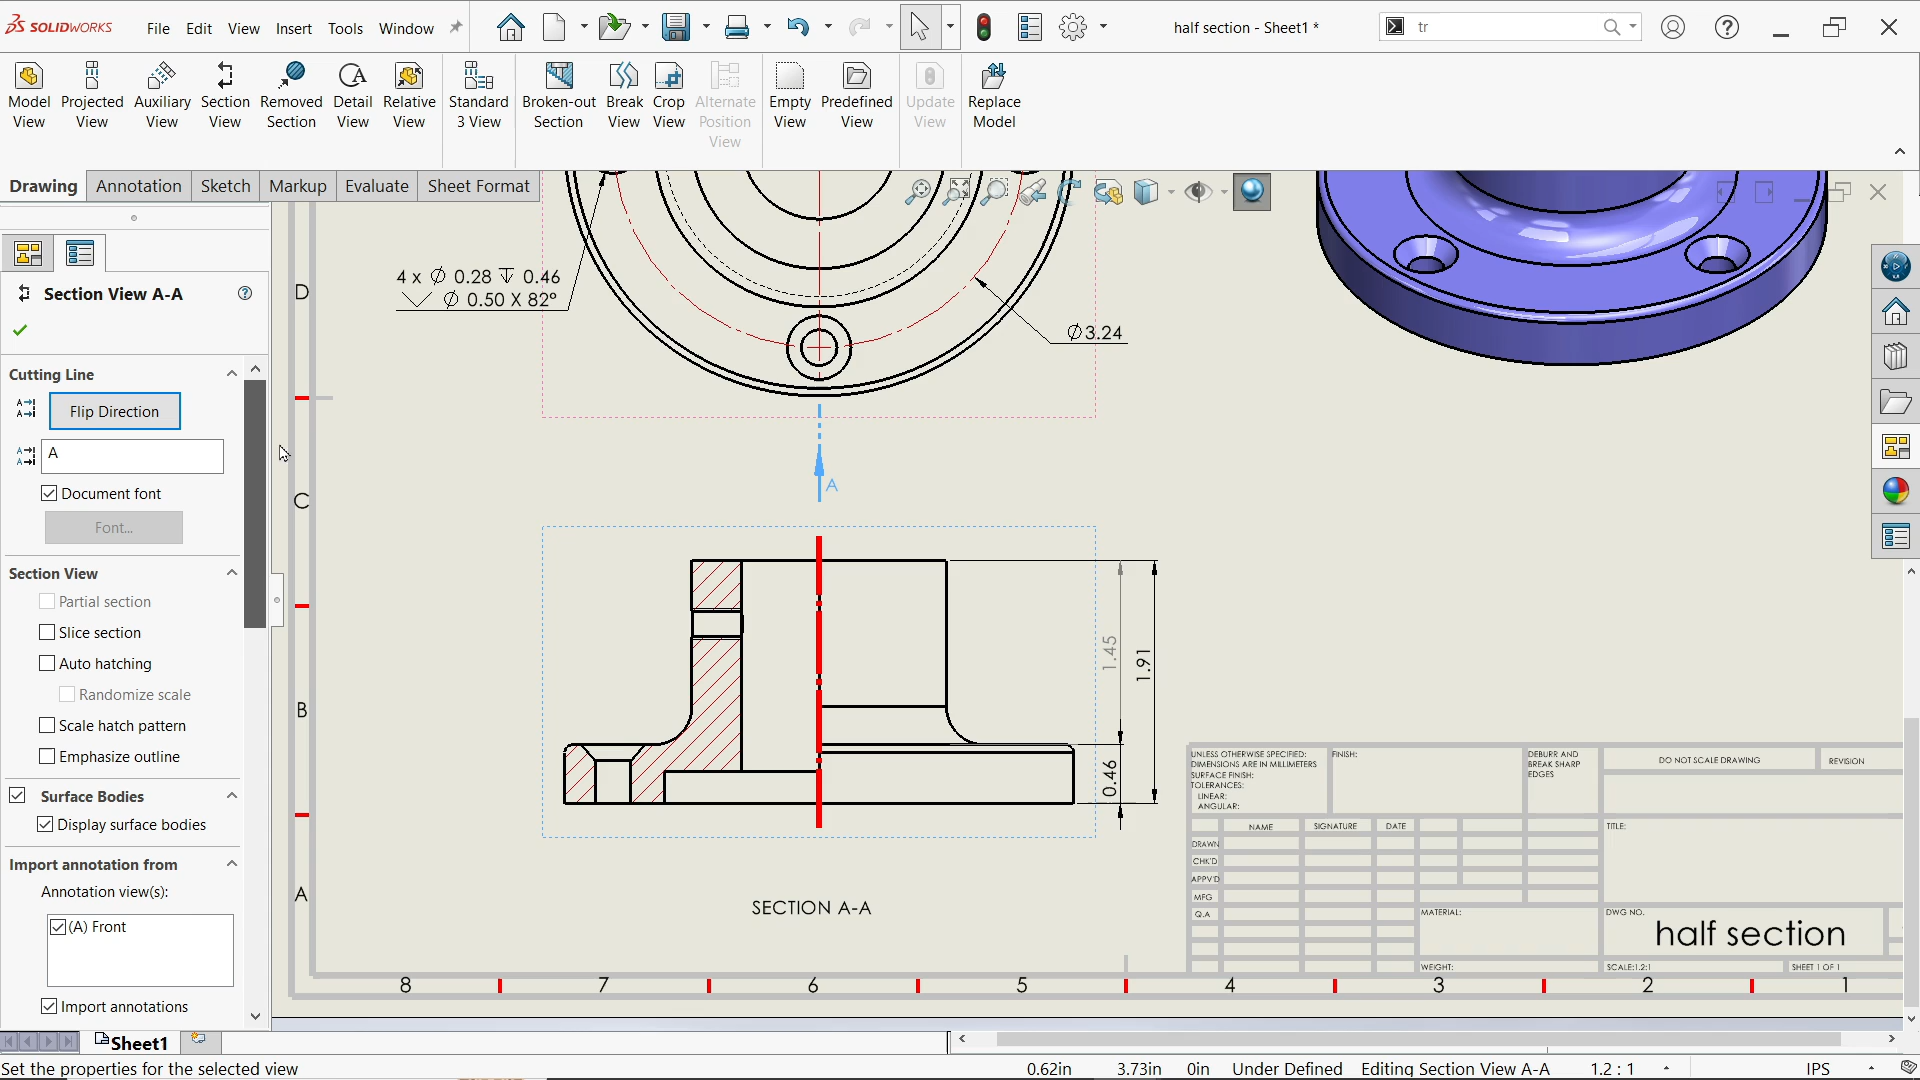 SOLIDWORKS
File Edit View Insert Tools Window
half section - Sheet1 *
tr
Model View
Projected View
Auxiliary View
Section View
Removed Section
Detail View
Relative View
Standard 3 View
Broken-out Section
Break View
Crop View
Alternate Position View
Empty View
Predefined View
Update View
Replace Model
Drawing Annotation Sketch Markup Evaluate Sheet Format
Section View A-A
Cutting Line
Flip Direction
A
Document font
Font...
Section View
Partial section
Slice section
Auto hatching
Randomize scale
Scale hatch pattern
Emphasize outline
Surface Bodies
Display surface bodies
Import annotation from
Annotation view(s):
(A) Front
Import annotations
D
C
B
A
4 x ∅ 0.28 ↧ 0.46
⌵ ∅ 0.50 X 82°
∅3.24
A
1.45
1.91
0.46
SECTION A-A
UNLESS OTHERWISE SPECIFIED:
DIMENSIONS ARE IN MILLIMETERS
SURFACE FINISH:
TOLERANCES:
LINEAR:
ANGULAR:
FINISH:
DEBURR AND
BREAK SHARP
EDGES
DO NOT SCALE DRAWING
REVISION
NAME SIGNATURE DATE
TITLE:
DRAWN
CHK'D
APPV'D
MFG
Q.A
MATERIAL:
DWG NO.
half section
WEIGHT:
SCALE:1.2:1
SHEET 1 OF 1
8 7 6 5 4 3 2 1
Sheet1
Set the properties for the selected view
0.62in 3.73in 0in Under Defined Editing Section View A-A 1.2 : 1 IPS